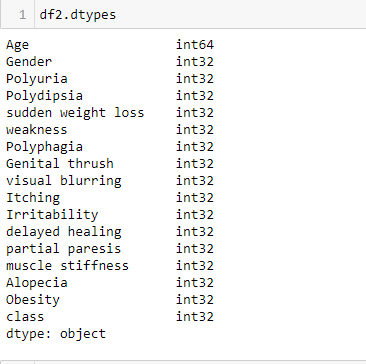 1 df2.dtypes
Age int64
Gender int32
Polyuria int32
Polydipsia int32
sudden weight loss int32
weakness int32
Polyphagia int32
Genital thrush int32
visual blurring int32
Itching int32
Irritability int32
delayed healing int32
partial paresis int32
muscle stiffness int32
Alopecia int32
Obesity int32
class int32
dtype: object